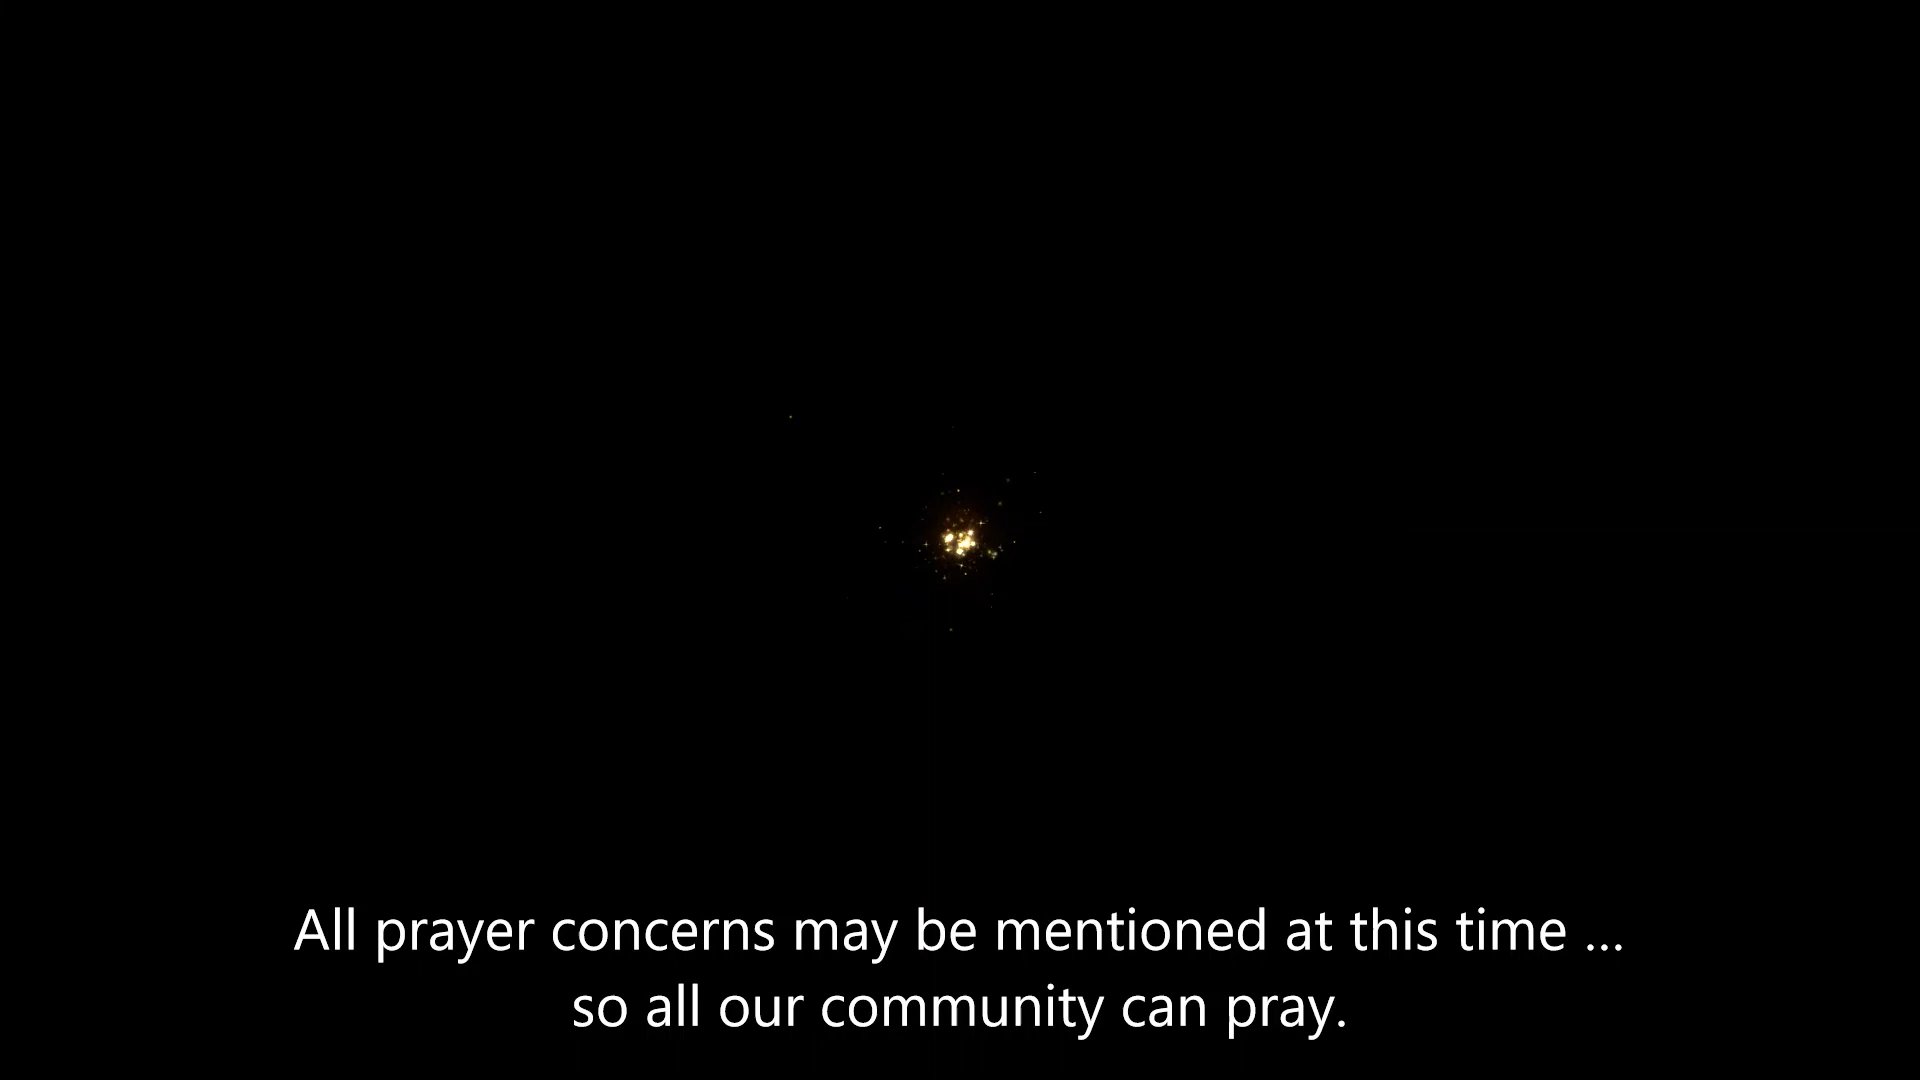 All prayer concerns may be mentioned at this time ...
so all our community can pray.